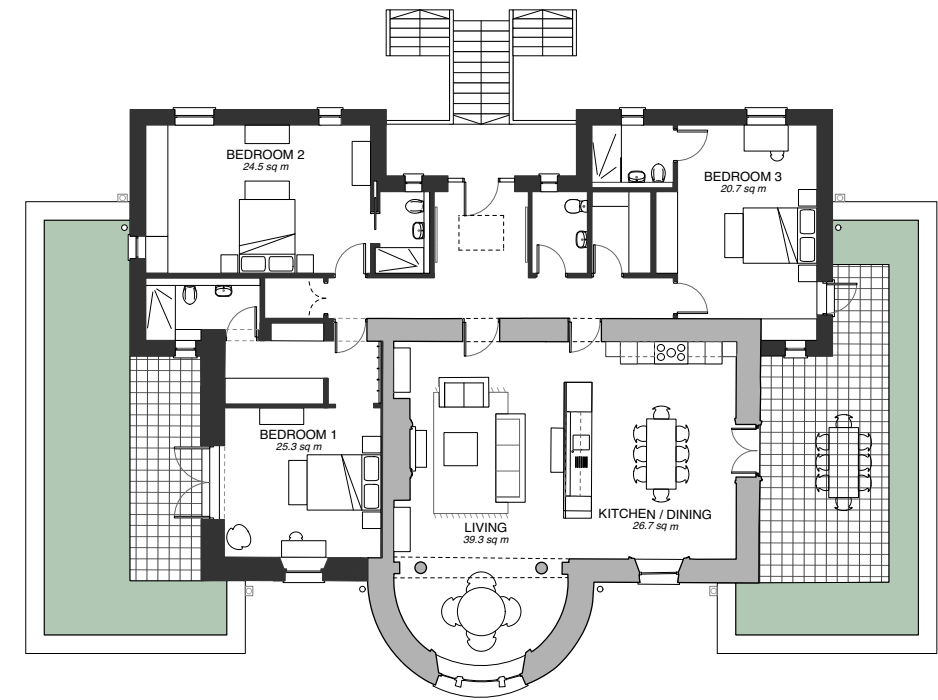 BEDROOM 2
24.5 sq m
BEDROOM 3
20.7 sq m
BEDROOM 1
25.3 sq m
LIVING
39.3 sq m
KITCHEN / DINING
26.7 sq m